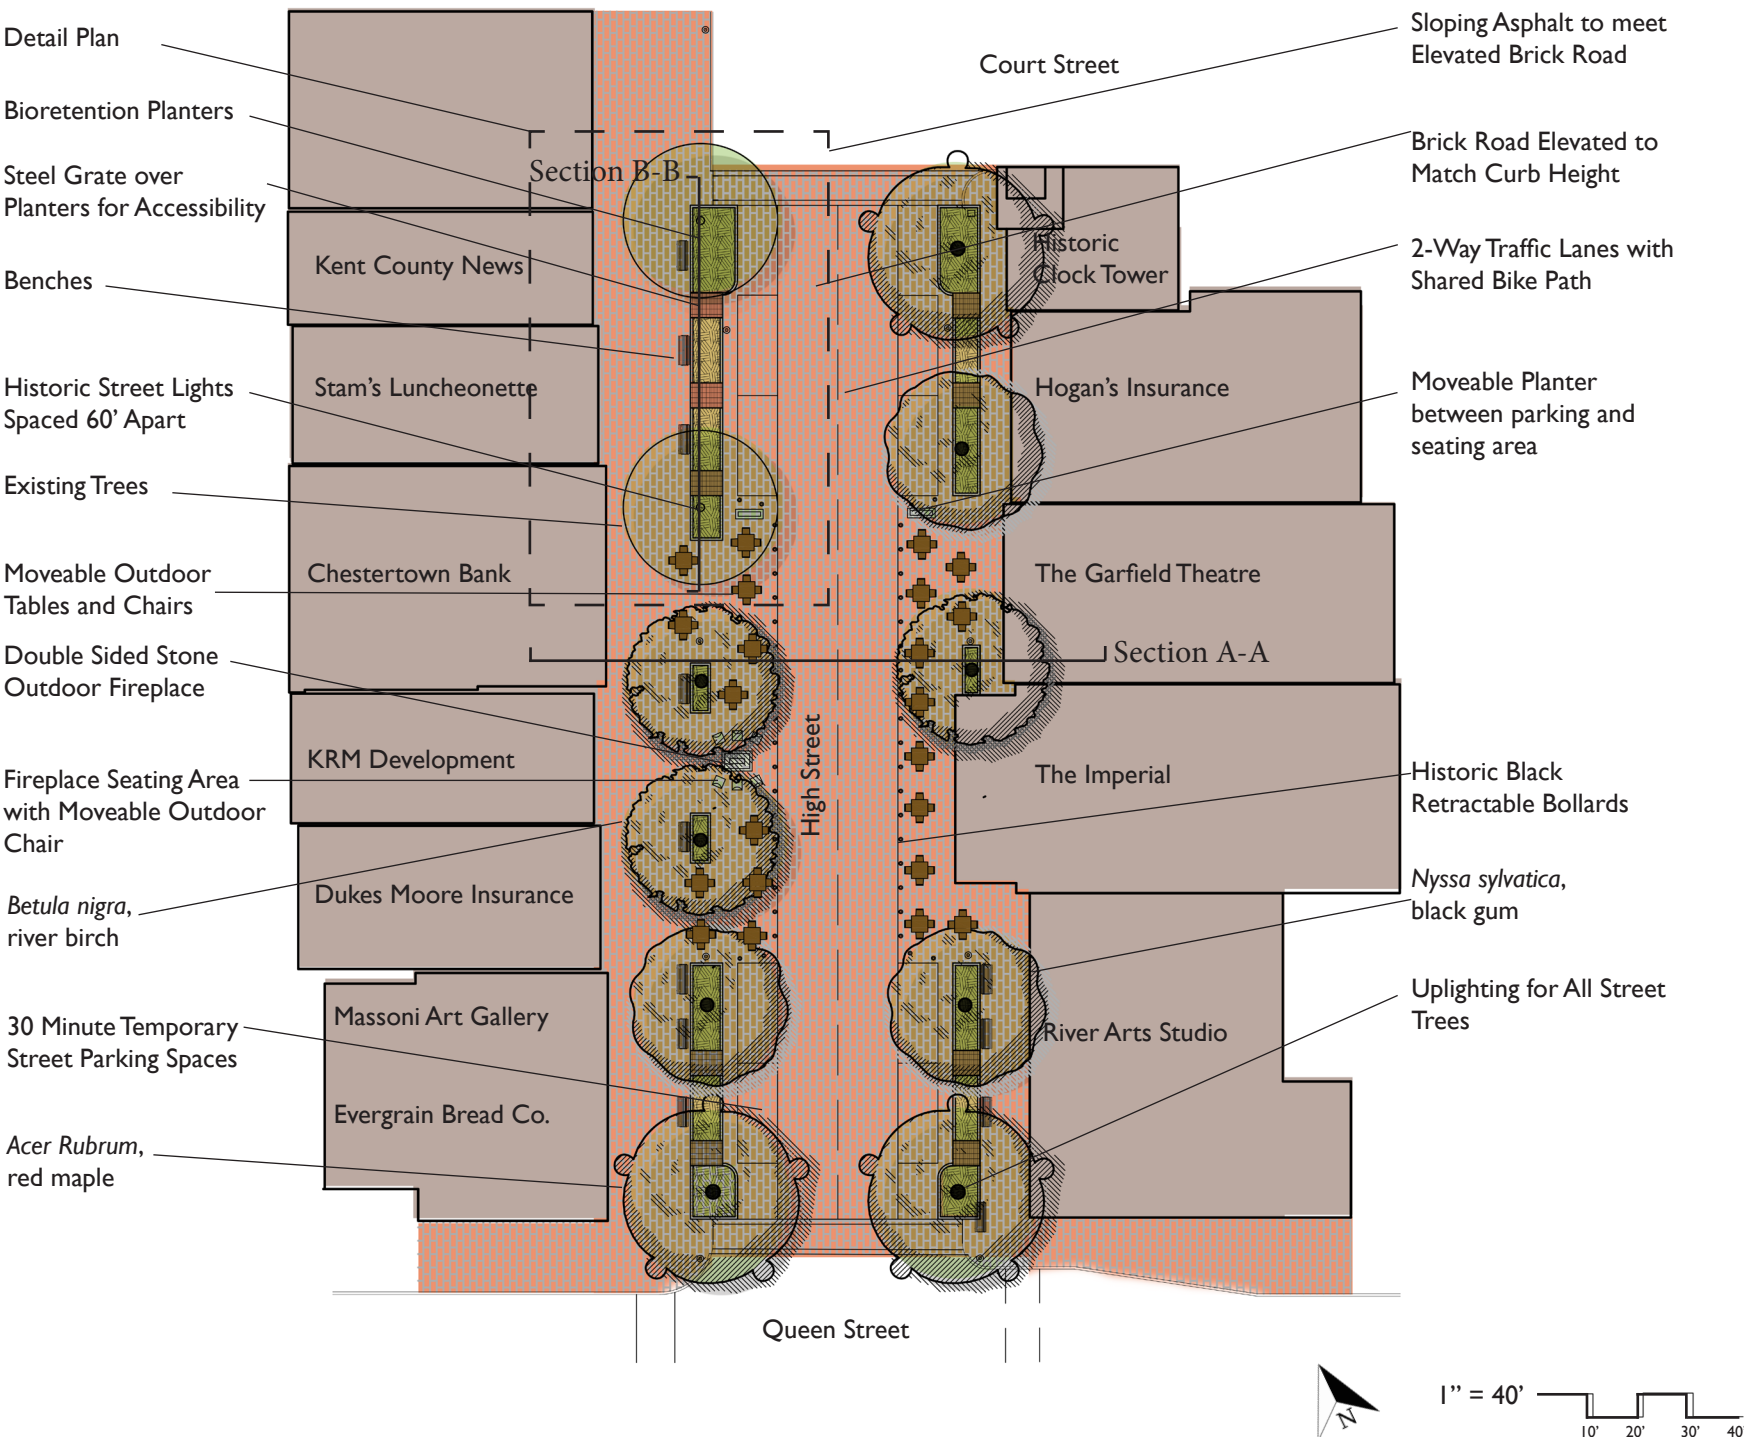 Detail Plan
Bioretention Planters
Steel Grate over
Planters for Accessibility
Benches
Historic Street Lights
Spaced 60’ Apart
Existing Trees
Moveable Outdoor
Tables and Chairs
Double Sided Stone
Outdoor Fireplace
Fireplace Seating Area
with Moveable Outdoor
Chair
Betula nigra,
river birch
30 Minute Temporary
Street Parking Spaces
Acer Rubrum,
red maple
Court Street
Section B-B
Kent County News
Stam’s Luncheonette
Chestertown Bank
KRM Development
Dukes Moore Insurance
Massoni Art Gallery
Evergrain Bread Co.
High Street
Historic
Clock Tower
Hogan’s Insurance
The Garfield Theatre
Section A-A
The Imperial
River Arts Studio
Queen Street
Sloping Asphalt to meet
Elevated Brick Road
Brick Road Elevated to
Match Curb Height
2-Way Traffic Lanes with
Shared Bike Path
Moveable Planter
between parking and
seating area
Historic Black
Retractable Bollards
Nyssa sylvatica,
black gum
Uplighting for All Street
Trees
N
1” = 40’
10’ 20’ 30’ 40’